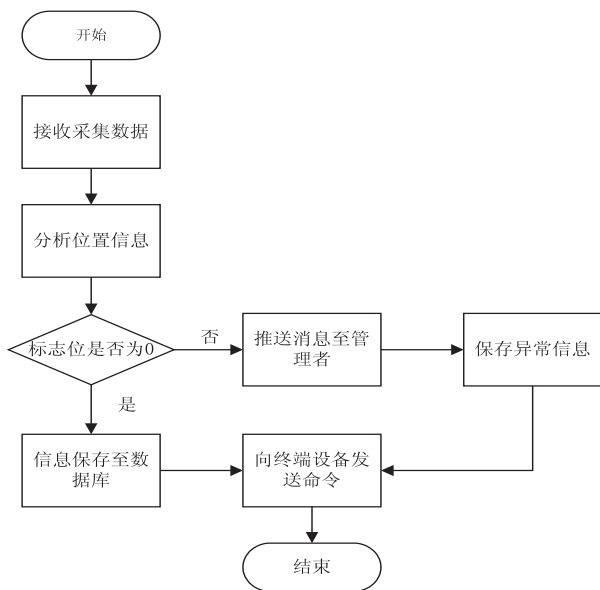 开始
接收采集数据
分析位置信息
标志位是否为0
否
推送消息至管
理者
保存异常信息
是
信息保存至数
据库
向终端设备发
送命令
结束